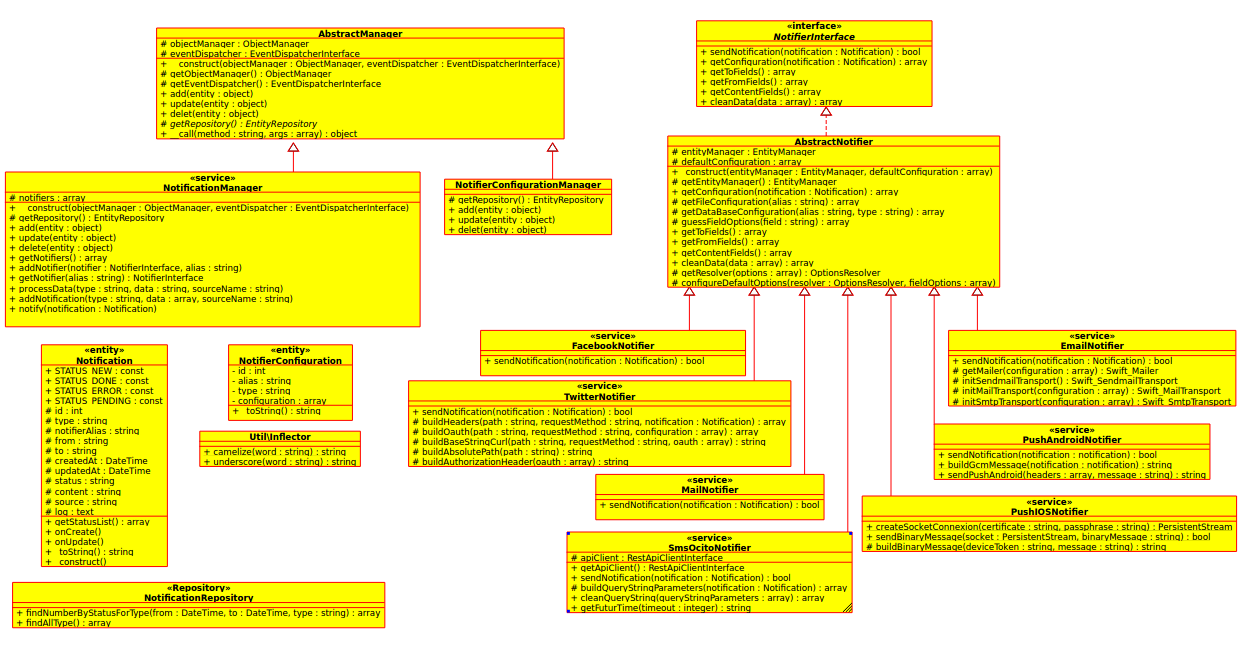 AbstractManager
# objectManager : ObjectManager
# eventDispatcher : EventDispatcherInterface
+ __construct(objectManager : ObjectManager, eventDispatcher : EventDispatcherInterface)
# getObjectManager() : ObjectManager
# getEventDispatcher() : EventDispatcherInterface
+ add(entity : object)
+ update(entity : object)
+ delet(entity : object)
# getRepository() : EntityRepository
+ __call(method : string, args : array) : object
«interface»
NotifierInterface
+ sendNotification(notification : Notification) : bool
+ getConfiguration(notification : Notification) : array
+ getToFields() : array
+ getFromFields() : array
+ getContentFields() : array
+ cleanData(data : array) : array
AbstractNotifier
# entityManager : EntityManager
# defaultConfiguration : array
+ __construct(entityManager : EntityManager, defaultConfiguration : array)
# getEntityManager() : EntityManager
+ getConfiguration(notification : Notification) : array
# getFileConfiguration(alias : string) : array
# getDataBaseConfiguration(alias : string, type : string) : array
# guessFieldOptions(field : string) : array
+ getToFields() : array
+ getFromFields() : array
+ getContentFields() : array
+ cleanData(data : array) : array
# getResolver(options : array) : OptionsResolver
# configureDefaultOptions(resolver : OptionsResolver, fieldOptions : array)
«service»
NotificationManager
# notifiers : array
+ __construct(objectManager : ObjectManager, eventDispatcher : EventDispatcherInterface)
# getRepository() : EntityRepository
+ add(entity : object)
+ update(entity : object)
+ delete(entity : object)
+ getNotifiers() : array
+ addNotifier(notifier : NotifierInterface, alias : string)
+ getNotifier(alias : string) : NotifierInterface
+ processData(type : string, data : string, sourceName : string)
+ addNotification(type : string, data : array, sourceName : string)
+ notify(notification : Notification)
NotifierConfigurationManager
# getRepository() : EntityRepository
+ add(entity : object)
+ update(entity : object)
+ delet(entity : object)
«service»
FacebookNotifier
+ sendNotification(notification : Notification) : bool
«service»
EmailNotifier
+ sendNotification(notification : Notification) : bool
# getMailer(configuration : array) : Swift_Mailer
# initSendmailTransport() : Swift_SendmailTransport
# initMailTransport(configuration : array) : Swift_MailTransport
# initSmtpTransport(configuration : array) : Swift_SmtpTransport
«entity»
Notification
+ STATUS_NEW : const
+ STATUS_DONE : const
+ STATUS_ERROR : const
+ STATUS_PENDING : const
# id : int
# type : string
# notifierAlias : string
# from : string
# to : string
# createdAt : DateTime
# updatedAt : DateTime
# status : string
# content : string
# source : string
# log : text
+ getStatusList() : array
+ onCreate()
+ onUpdate()
+ __toString() : string
+ __construct()
«entity»
NotifierConfiguration
- id : int
- alias : string
- type : string
- configuration : array
+ __toString() : string
Util\Inflector
+ camelize(word : string) : string
+ underscore(word : string) : string
«service»
TwitterNotifier
+ sendNotification(notification : Notification) : bool
# buildHeaders(path : string, requestMethod : string, notification : Notification) : array
# buildOauth(path : string, requestMethod : string, configuration : array) : array
# buildBaseStringCurl(path : string, requestMethod : string, oauth : array) : string
# buildAbsolutePath(path : string) : string
# buildAuthorizationHeader(oauth : array) : string
«service»
PushAndroidNotifier
+ sendNotification(notification : notification) : bool
+ buildGcmMessage(notification : notification) : string
+ sendPushAndroid(headers : array, message : string) : string
«service»
MailNotifier
+ sendNotification(notification : Notification) : bool
«service»
PushIOSNotifier
+ createSocketConnexion(certificate : string, passphrase : string) : PersistentStream
+ sendBinaryMessage(socket : PersistentStream, binaryMessage : string) : bool
# buildBinaryMessage(deviceToken : string, message : string) : string
«service»
SmsOcitoNotifier
# apiClient : RestApiClientInterface
+ getApiClient() : RestApiClientInterface
+ sendNotification(notification : Notification) : bool
# buildQueryStringParameters(notification : Notification) : array
+ cleanQueryString(queryStringParameters : array) : array
+ getFuturTime(timeout : integer) : string
«Repository»
NotificationRepository
+ findNumberByStatusForType(from : DateTime, to : DateTime, type : string) : array
+ findAllType() : array